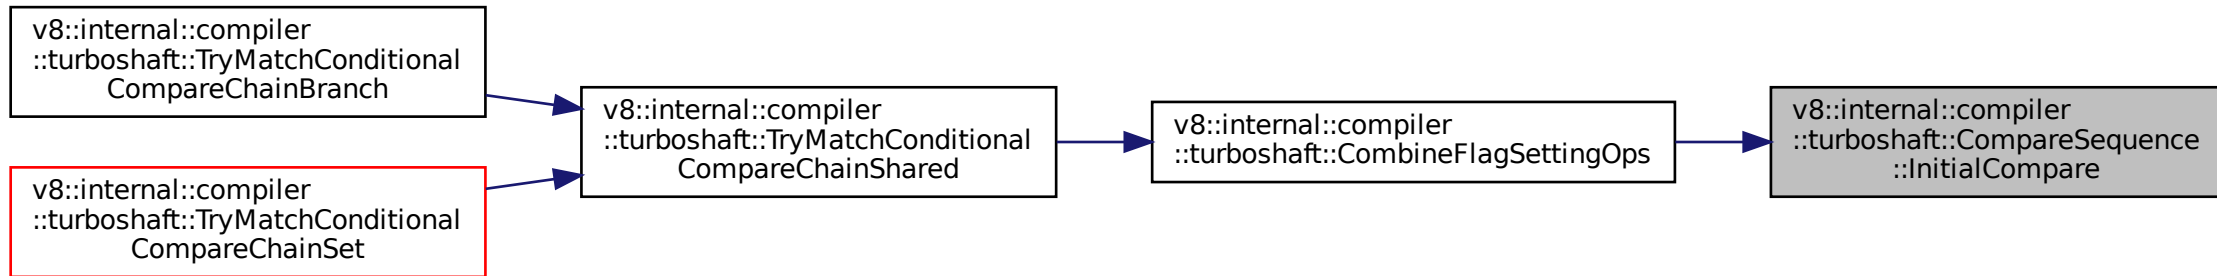 v8::internal::compiler
::turboshaft::TryMatchConditional
CompareChainBranch
v8::internal::compiler
::turboshaft::TryMatchConditional
CompareChainSet
v8::internal::compiler
::turboshaft::TryMatchConditional
CompareChainShared
v8::internal::compiler
::turboshaft::CombineFlagSettingOps
v8::internal::compiler
::turboshaft::CompareSequence
::InitialCompare